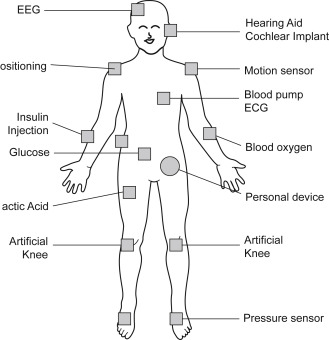 EEG
Hearing Aid
Cochlear Implant
ositioning
Motion sensor
Blood pump
ECG
Insulin
Injection
Blood oxygen
Glucose
Personal device
actic Acid
Artificial
Knee
Artificial
Knee
Pressure sensor